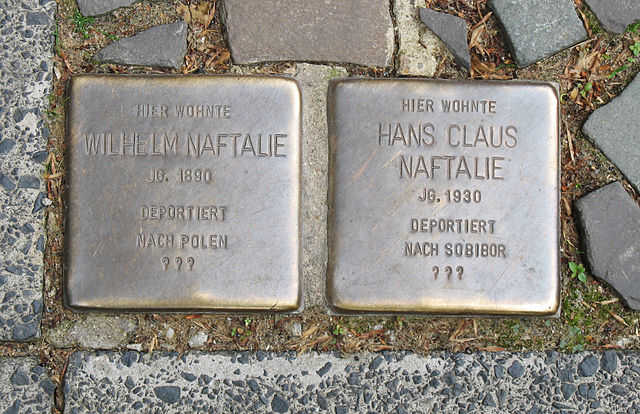 HIER WOHNTE
WILHELM NAFTALIE
JG. 1890
DEPORTIERT
NACH POLEN
???
HIER WOHNTE
HANS CLAUS
NAFTALIE
JG. 1930
DEPORTIERT
NACH SOBIBOR
???